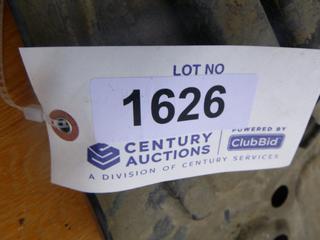 LOT NO
1626
CENTURY
AUCTIONS
POWERED BY
ClubBid
A DIVISION OF CENTURY SERVICES